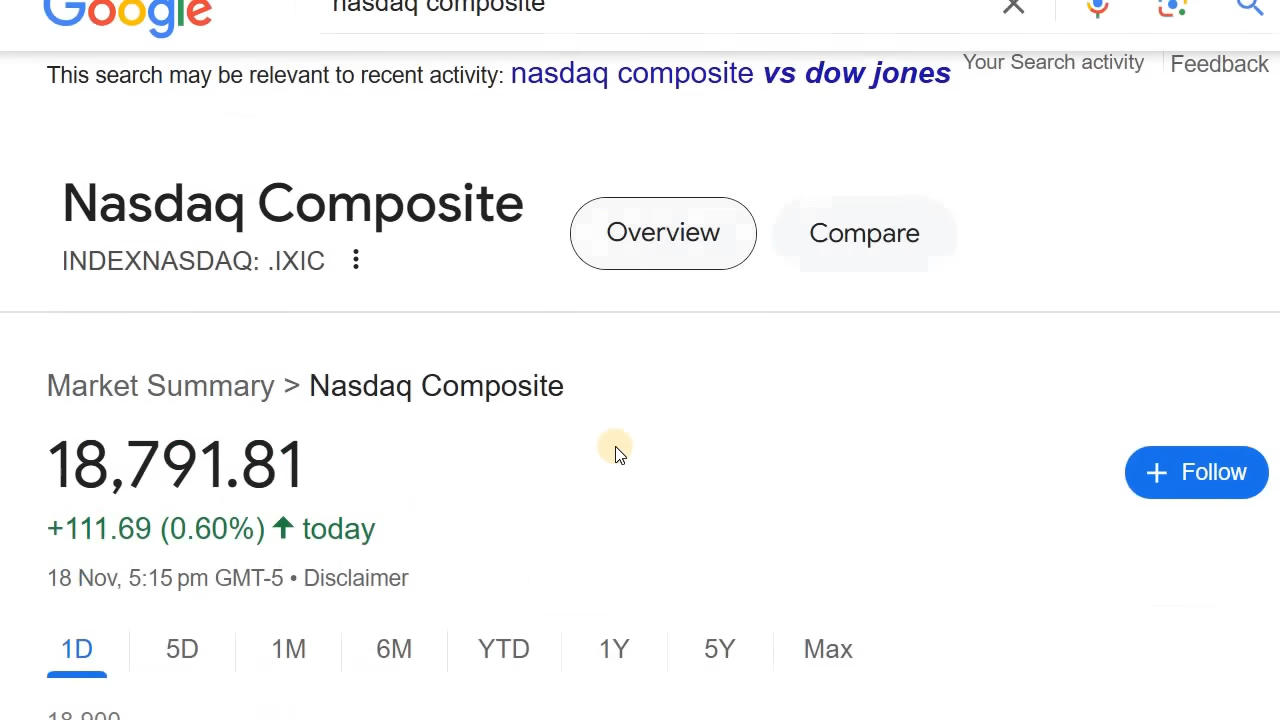 Google
nasdaq composite
This search may be relevant to recent activity: nasdaq composite vs dow jones
Your Search activity
Feedback
Nasdaq Composite
INDEXNASDAQ: .IXIC
Overview
Compare
Market Summary > Nasdaq Composite
18,791.81
+ Follow
+111.69 (0.60%) ↑ today
18 Nov, 5:15 pm GMT-5 • Disclaimer
1D 5D 1M 6M YTD 1Y 5Y Max
18,900